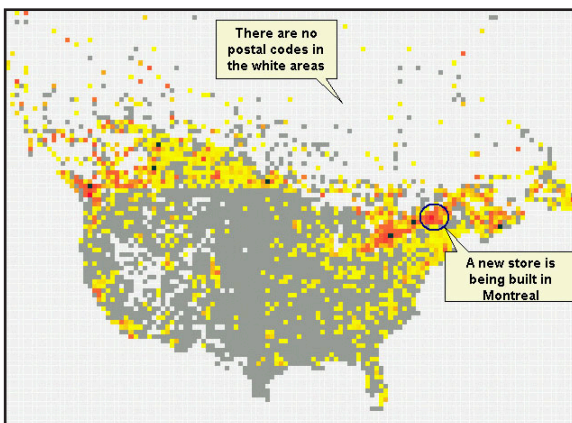 There are no
postal codes in
the white areas
A new store is
being built in
Montreal